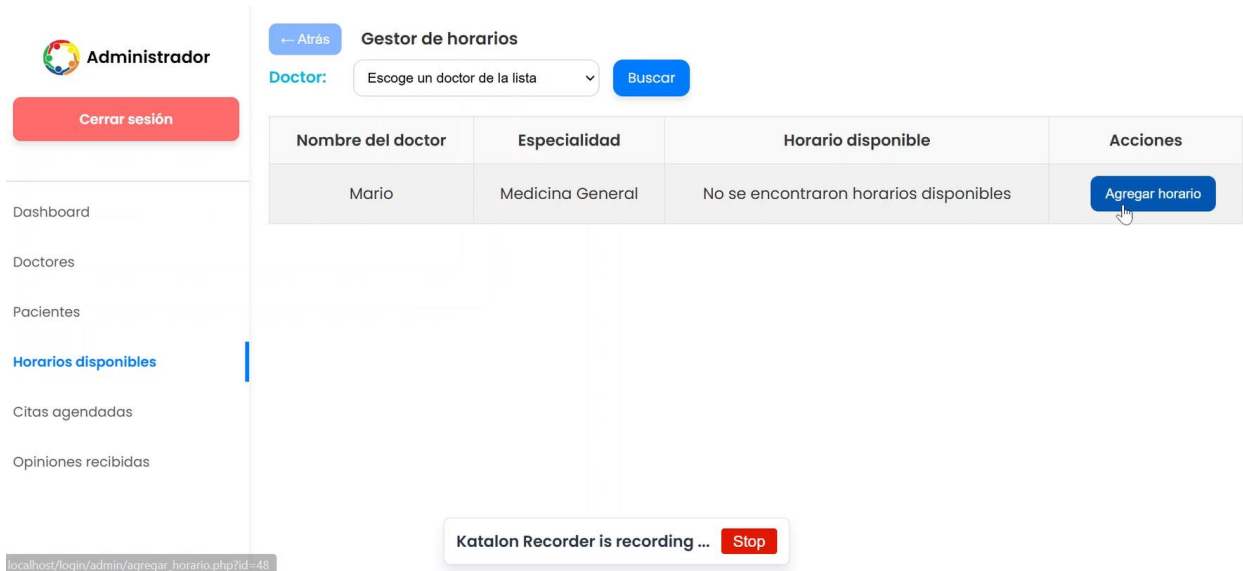 Administrador
Cerrar sesión
Dashboard
Doctores
Pacientes
Horarios disponibles
Citas agendadas
Opiniones recibidas
← Atrás Gestor de horarios
Doctor: Escoge un doctor de la lista Buscar
Nombre del doctor Especialidad Horario disponible Acciones
Mario Medicina General No se encontraron horarios disponibles Agregar horario
Katalon Recorder is recording ... Stop
localhost/login/admin/agregar_horario.php?id=48